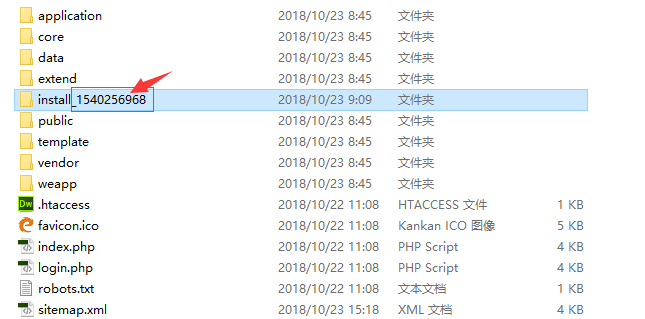 application 2018/10/23 8:45 文件夹
core 2018/10/23 8:45 文件夹
data 2018/10/23 8:45 文件夹
extend 2018/10/23 8:45 文件夹
install_1540256968 2018/10/23 9:09 文件夹
public 2018/10/23 8:45 文件夹
template 2018/10/23 8:45 文件夹
vendor 2018/10/23 8:45 文件夹
weapp 2018/10/23 8:45 文件夹
Dw .htaccess 2018/10/22 11:08 HTACCESS 文件 1 KB
favicon.ico 2018/10/22 11:08 Kankan ICO 图像 5 KB
index.php 2018/10/22 11:08 PHP Script 4 KB
login.php 2018/10/22 11:08 PHP Script 4 KB
robots.txt 2018/10/22 11:08 文本文档 1 KB
sitemap.xml 2018/10/23 15:18 XML 文档 4 KB